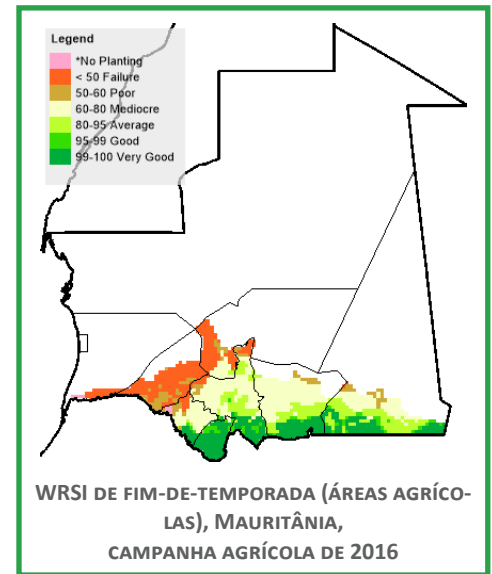 Legend
*No Planting
< 50 Failure
50-60 Poor
60-80 Mediocre
80-95 Average
95-99 Good
99-100 Very Good
WRSI DE FIM-DE-TEMPORADA (ÁREAS AGRÍCO-
LAS), MAURITÂNIA,
CAMPANHA AGRÍCOLA DE 2016